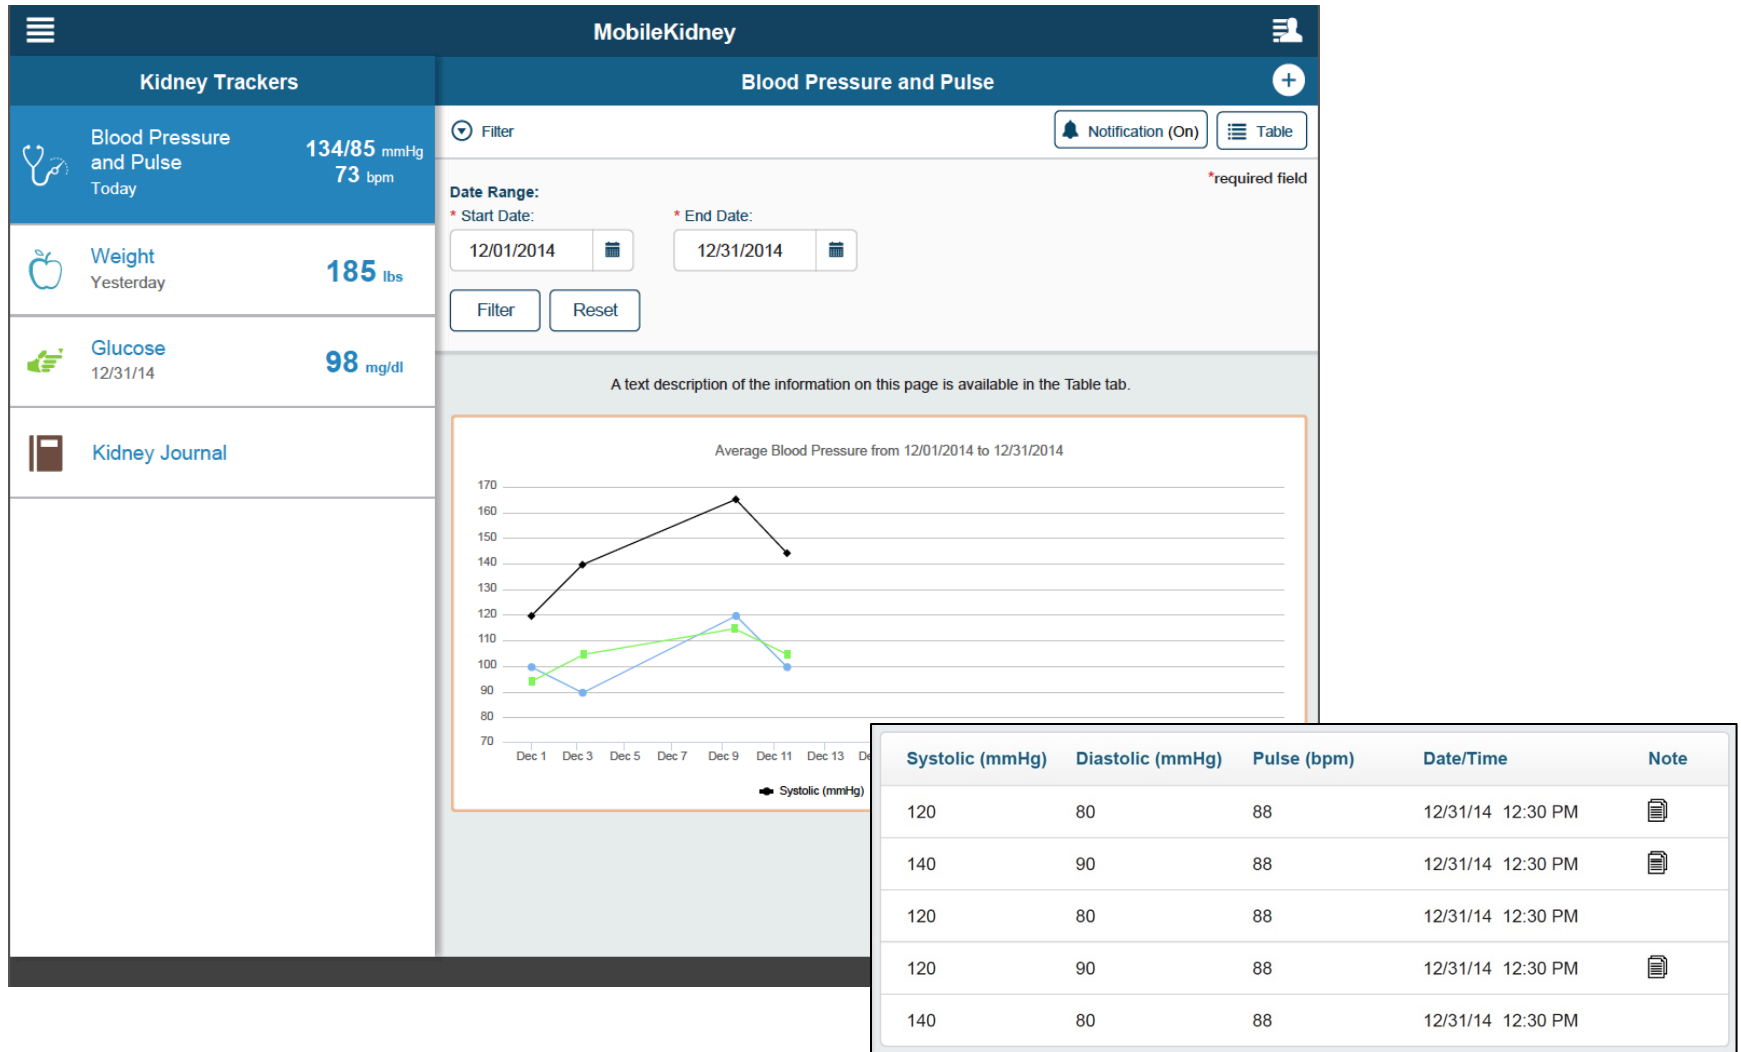 MobileKidney
Kidney Trackers
Blood Pressure and Pulse
+
Blood Pressure
and Pulse
Today
134/85 mmHg
73 bpm
Weight
Yesterday
185 lbs
Glucose
12/31/14
98 mg/dl
Kidney Journal
Filter
Notification (On)
Table
*required field
Date Range:
* Start Date:
* End Date:
12/01/2014
12/31/2014
Filter
Reset
A text description of the information on this page is available in the Table tab.
Average Blood Pressure from 12/01/2014 to 12/31/2014
170
160
150
140
130
120
110
100
90
80
70
Dec 1 Dec 3 Dec 5 Dec 7 Dec 9 Dec 11 Dec 13
Systolic (mmHg)
Systolic (mmHg) Diastolic (mmHg) Pulse (bpm) Date/Time Note
120 80 88 12/31/14 12:30 PM
140 90 88 12/31/14 12:30 PM
120 80 88 12/31/14 12:30 PM
120 90 88 12/31/14 12:30 PM
140 80 88 12/31/14 12:30 PM